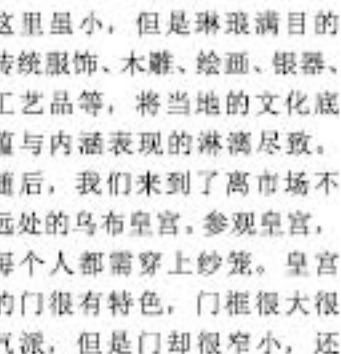 这里虽小，但是琳琅满目的
传统服饰、木雕、绘画、银器、
工艺品等，将当地的文化底
蕴与内涵表现的淋漓尽致。
随后，我们来到了离市场不
远处的乌布皇宫。参观皇宫，
每个人都需穿上纱笼。皇宫
的门很有特色，门框很大很
气派，但是门却很窄小，还